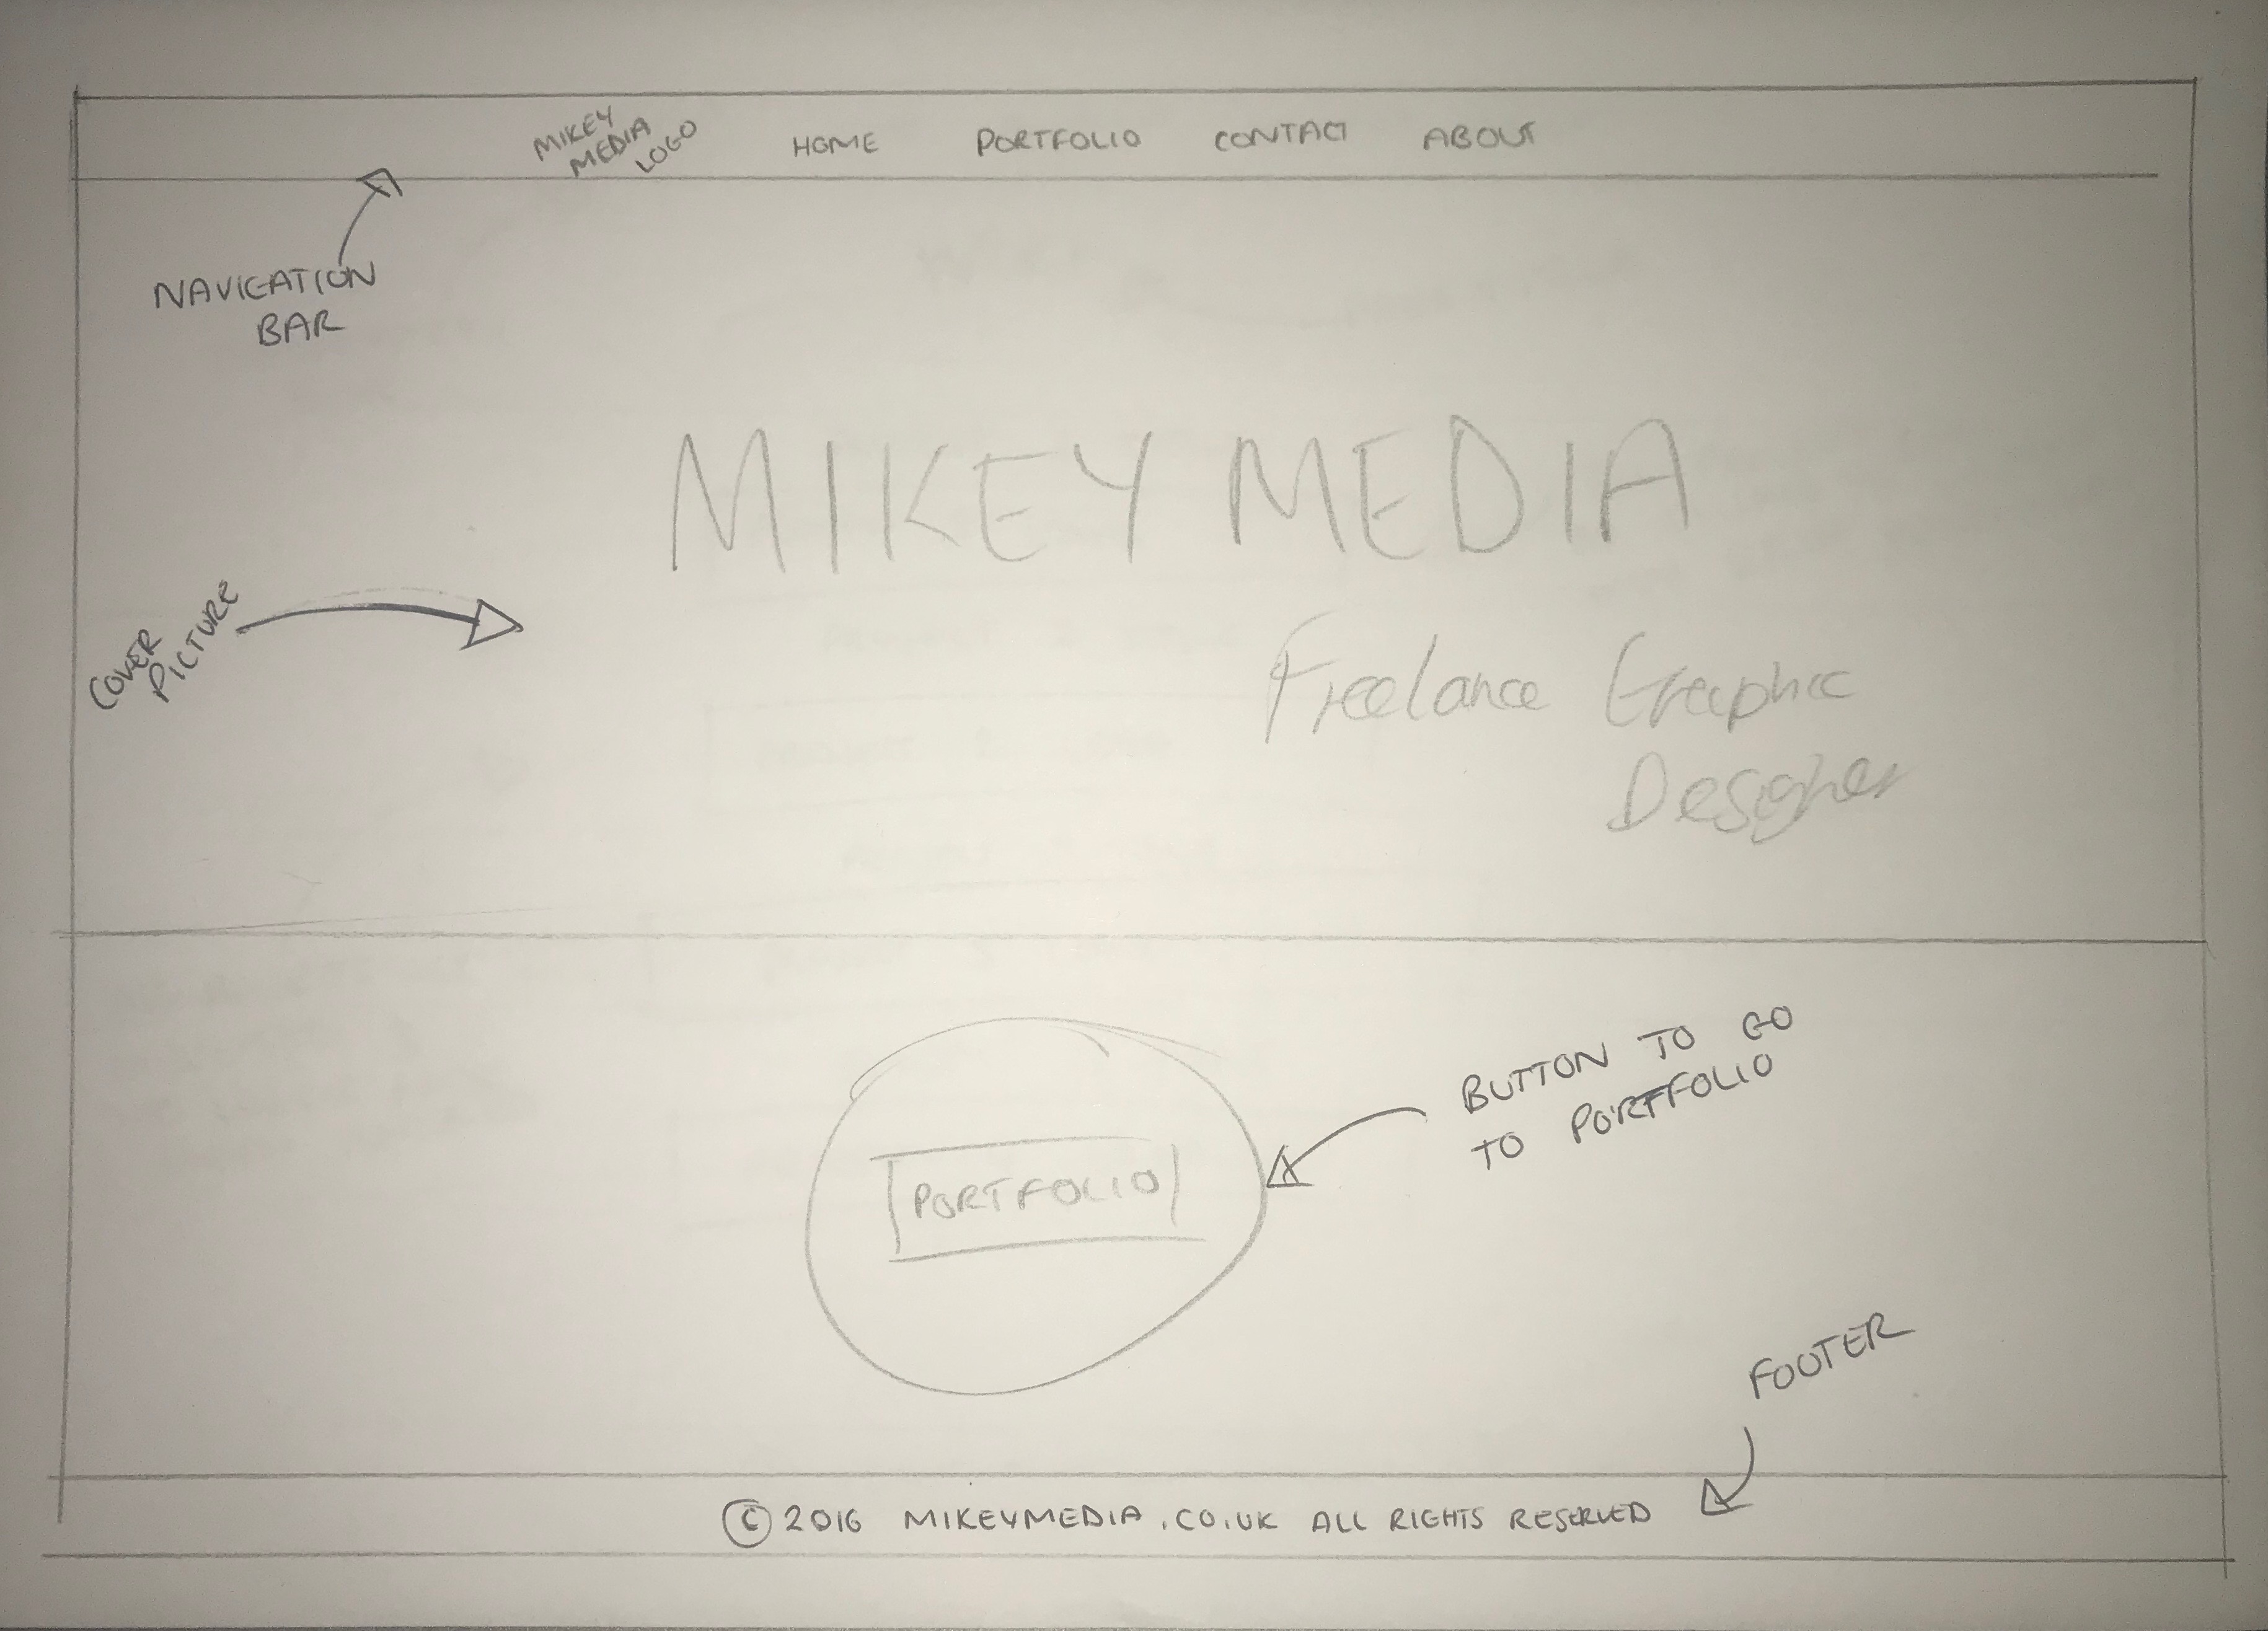 MIKEY
MEDIA
LOGO
HOME PORTFOLIO CONTACT ABOUT
NAVIGATION
BAR
MIKEY MEDIA
COVER
PICTURE
Freelance Graphic
Designer
BUTTON TO GO
TO PORTFOLIO
PORTFOLIO
FOOTER
© 2016 MIKEYMEDIA.CO.UK ALL RIGHTS RESERVED